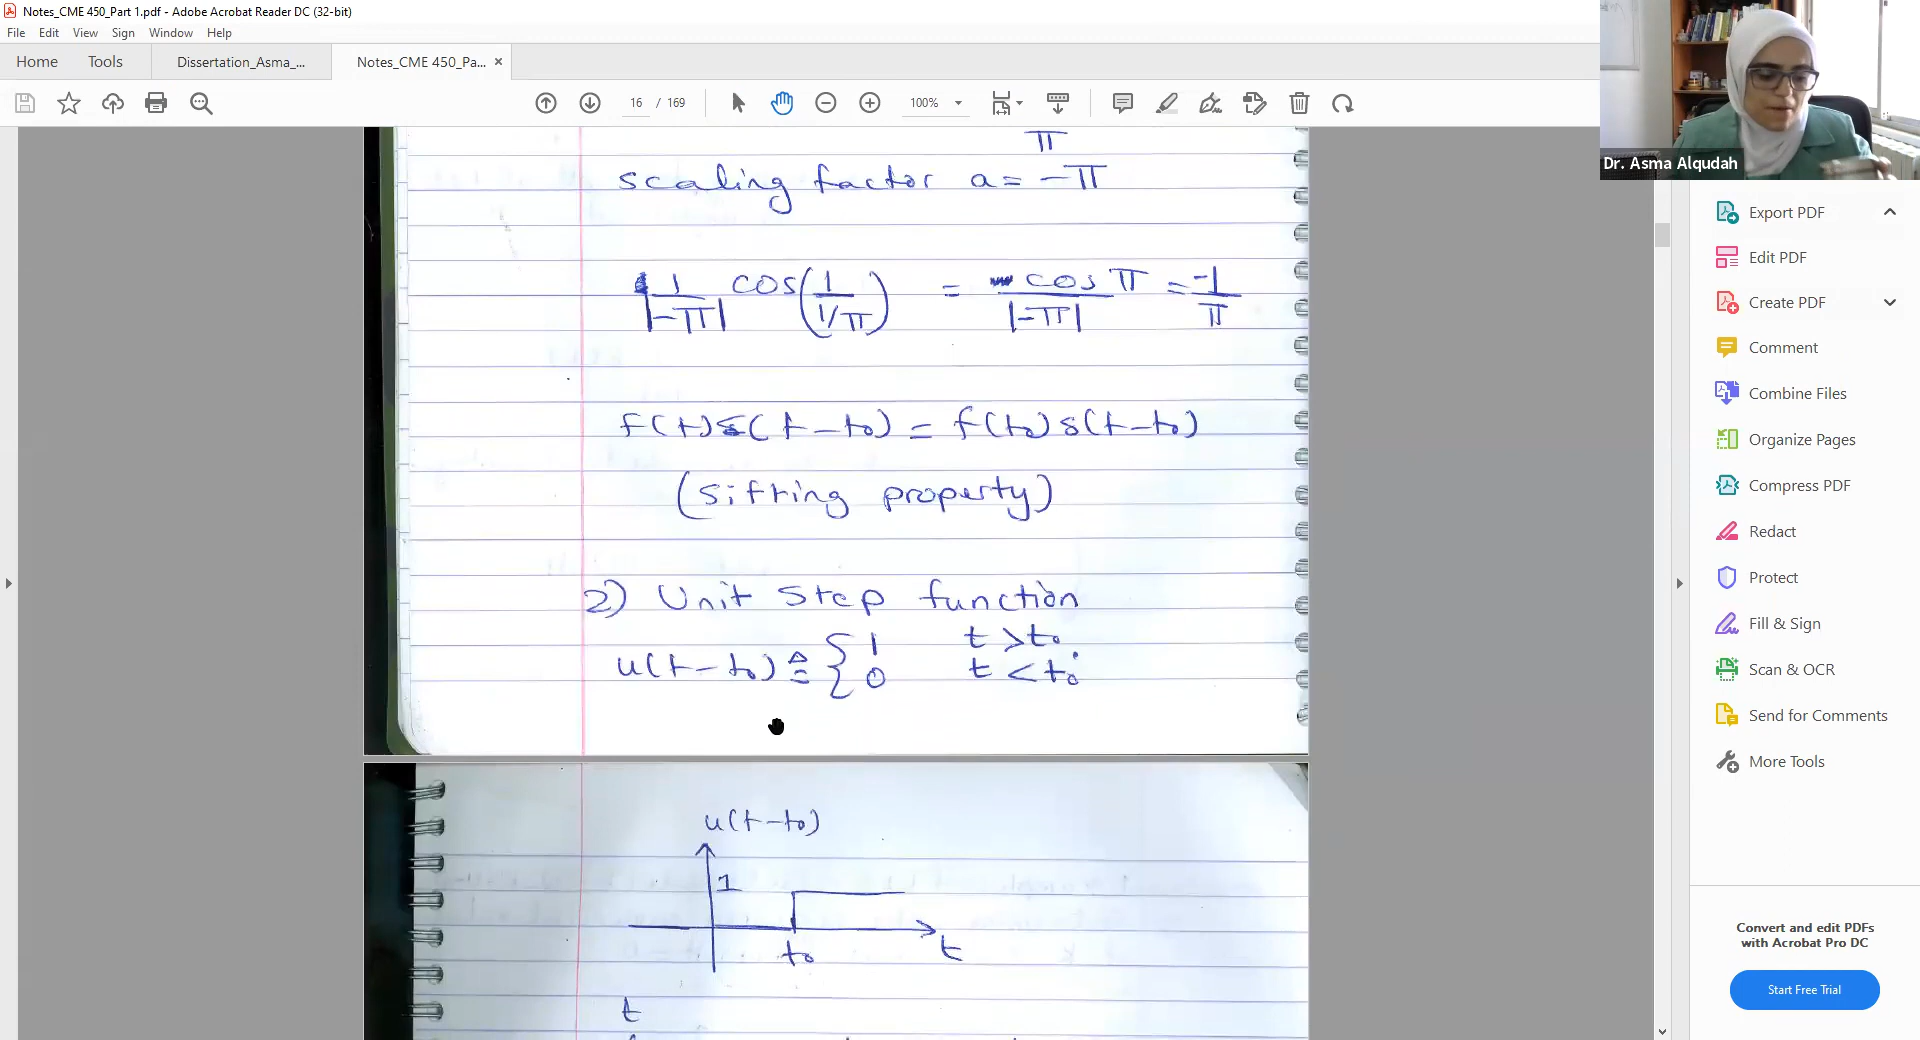 Notes_CME 450_Part 1.pdf - Adobe Acrobat Reader DC (32-bit)
File Edit View Sign Window Help
Home Tools Dissertation_Asma_... Notes_CME 450_Pa... ×
16 / 169 100%
Dr. Asma Alqudah
π
scaling factor a = -π
1/|-π| cos(1/(1/π)) = cos π/|-π| = -1/π
f(t)δ(t-t₀) = f(t₀)δ(t-t₀)
(sifting property)
2) Unit Step function
u(t-t₀) ≜ { 1 t > t₀
0 t < t₀
u(t-t₀)
1
t₀
t
t
Export PDF
Edit PDF
Create PDF
Comment
Combine Files
Organize Pages
Compress PDF
Redact
Protect
Fill & Sign
Scan & OCR
Send for Comments
More Tools
Convert and edit PDFs
with Acrobat Pro DC
Start Free Trial